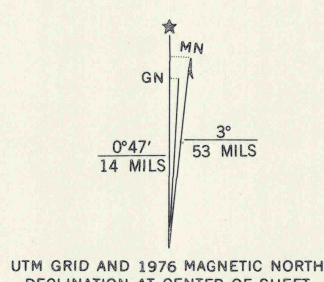 MN
GN
0°47′
14 MILS
3°
53 MILS
UTM GRID AND 1976 MAGNETIC NORTH
DECLINATION AT CENTER OF SHEET